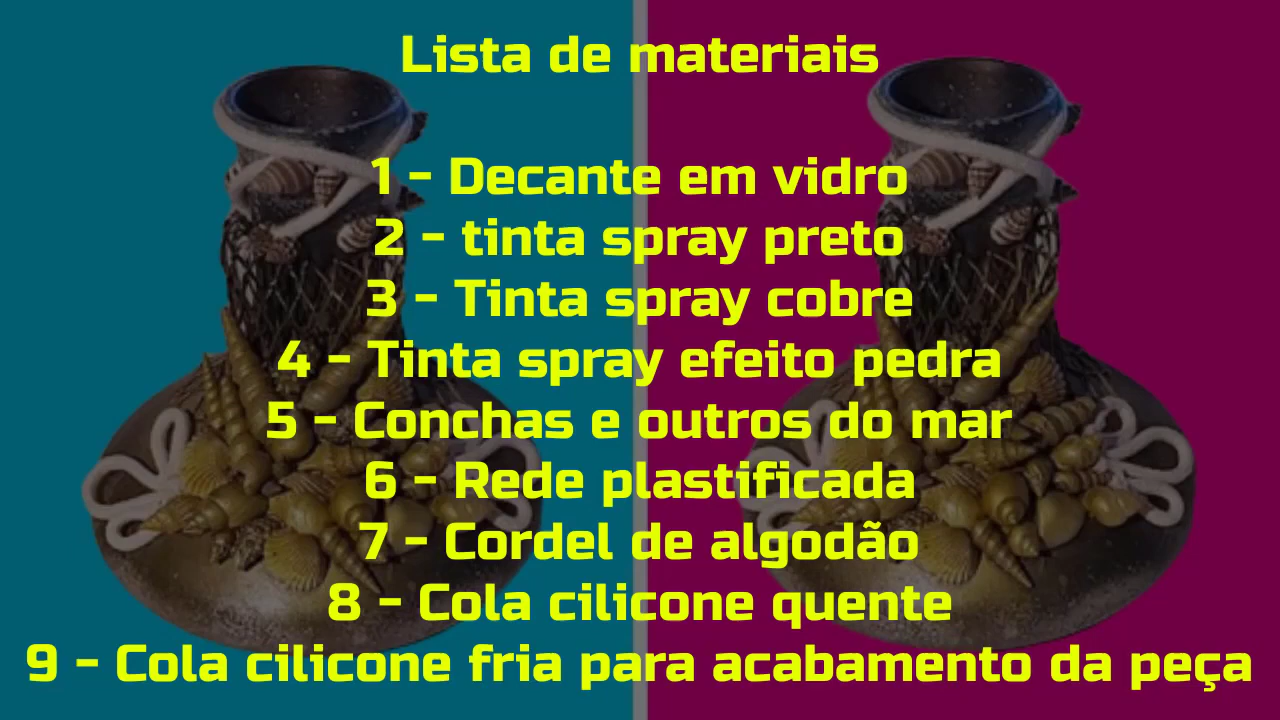 Lista de materiais
1 - Decante em vidro
2 - tinta spray preto
3 - Tinta spray cobre
4 - Tinta spray efeito pedra
5 - Conchas e outros do mar
6 - Rede plastificada
7 - Cordel de algodão
8 - Cola cilicone quente
9 - Cola cilicone fria para acabamento da peça